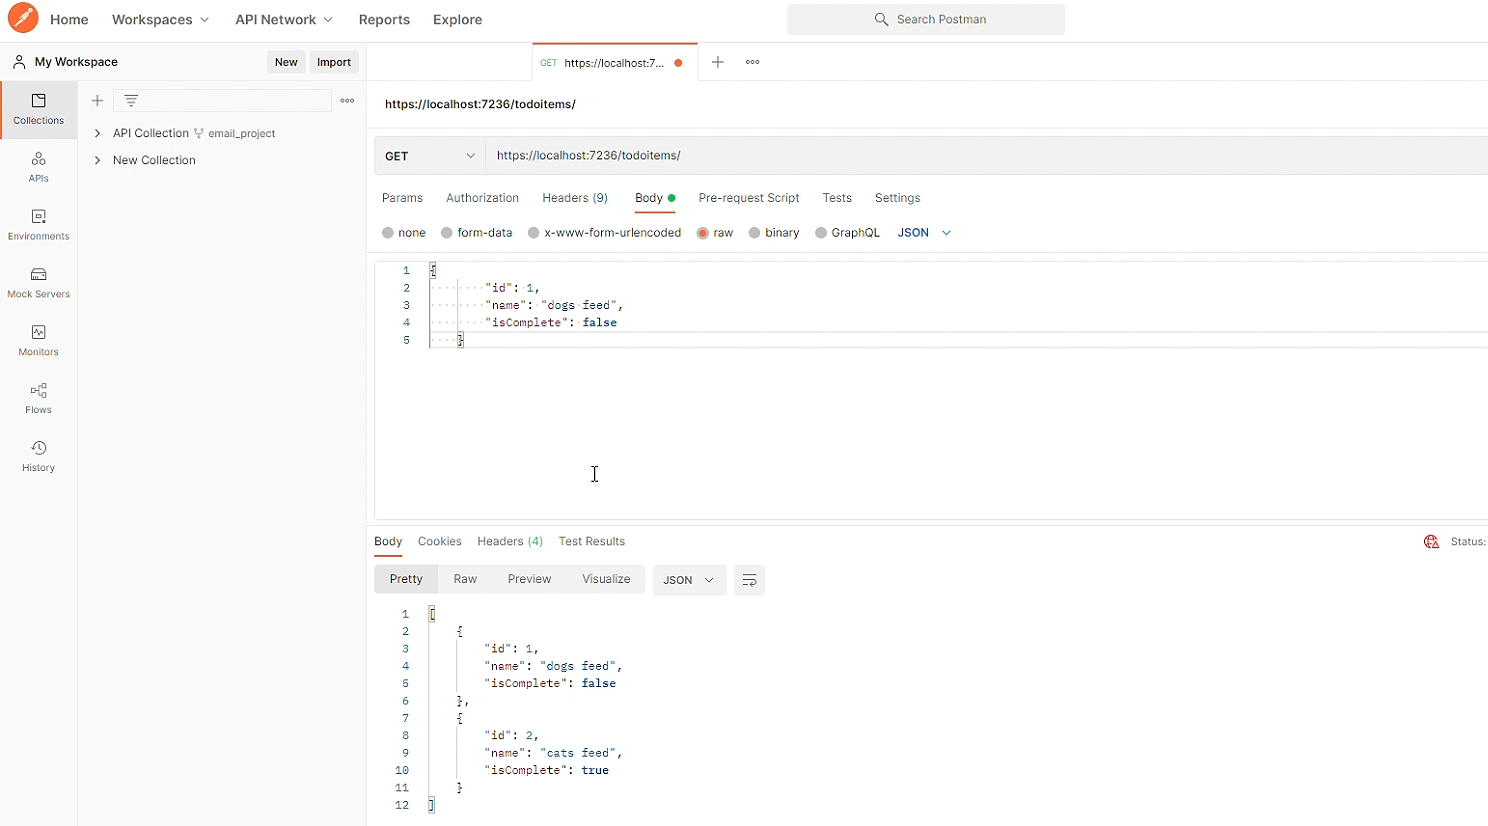 Home Workspaces API Network Reports Explore Search Postman
My Workspace New Import GET https://localhost:7...
Collections
API Collection email_project
New Collection
APIs
Environments
Mock Servers
Monitors
Flows
History
https://localhost:7236/todoitems/
GET https://localhost:7236/todoitems/
Params Authorization Headers (9) Body Pre-request Script Tests Settings
none form-data x-www-form-urlencoded raw binary GraphQL JSON
1 {
2 "id": 1,
3 "name": "dogs feed",
4 "isComplete": false
5 }
Body Cookies Headers (4) Test Results Status:
Pretty Raw Preview Visualize JSON
1 [
2 {
3 "id": 1,
4 "name": "dogs feed",
5 "isComplete": false
6 },
7 {
8 "id": 2,
9 "name": "cats feed",
10 "isComplete": true
11 }
12 ]